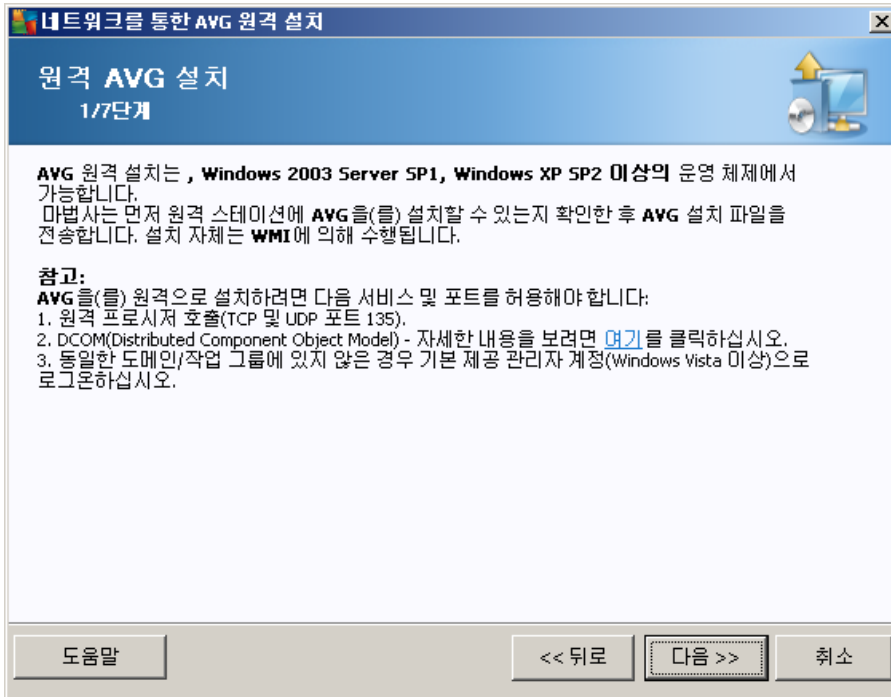 네트워크를 통한 AVG 원격 설치
원격 AVG 설치
1/7단계
AVG 원격 설치는 , Windows 2003 Server SP1, Windows XP SP2 이상의 운영 체제에서
가능합니다.
마법사는 먼저 원격 스테이션에 AVG을(를) 설치할 수 있는지 확인한 후 AVG 설치 파일을
전송합니다. 설치 자체는 WMI에 의해 수행됩니다.
참고:
AVG을(를) 원격으로 설치하려면 다음 서비스 및 포트를 허용해야 합니다:
1. 원격 프로시저 호출(TCP 및 UDP 포트 135).
2. DCOM(Distributed Component Object Model) - 자세한 내용을 보려면 여기를 클릭하십시오.
3. 동일한 도메인/작업 그룹에 있지 않은 경우 기본 제공 관리자 계정(Windows Vista 이상)으로
로그온하십시오.
도움말
<< 뒤로
다음 >>
취소